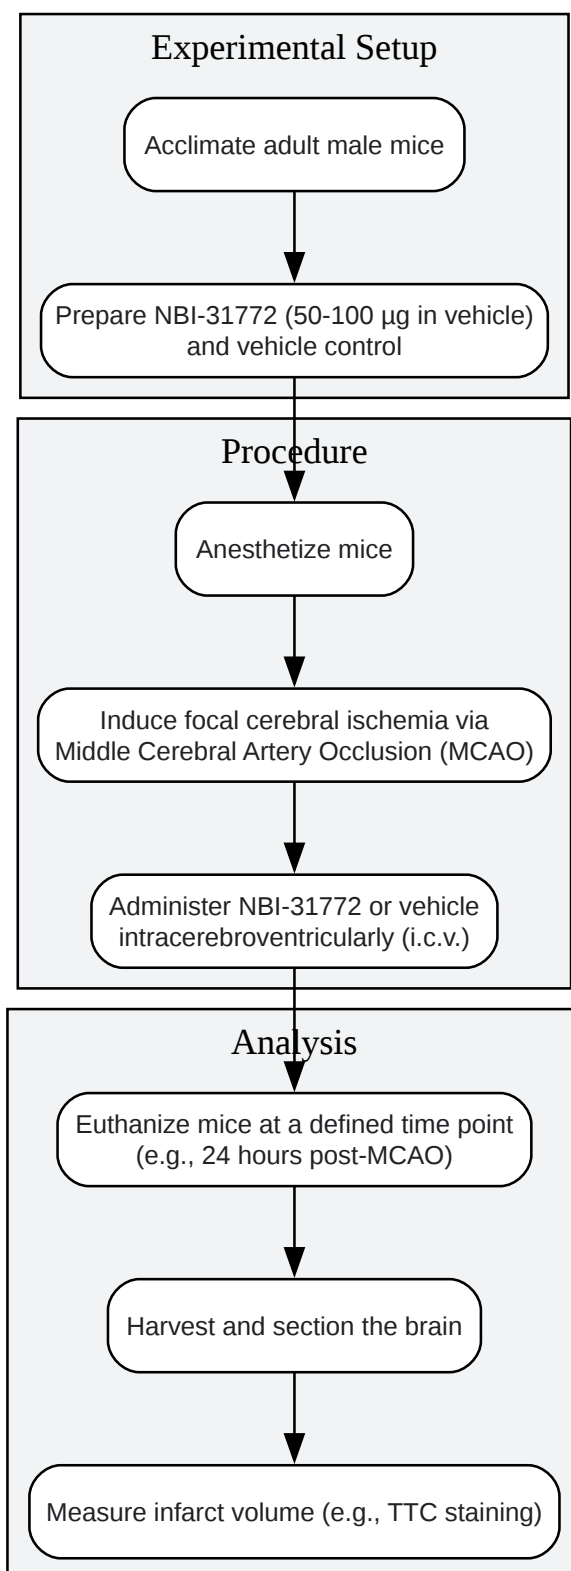 Experimental Setup
Acclimate adult male mice
Prepare NBI-31772 (50-100 µg in vehicle)
and vehicle control
Procedure
Anesthetize mice
Induce focal cerebral ischemia via
Middle Cerebral Artery Occlusion (MCAO)
Administer NBI-31772 or vehicle
intracerebroventricularly (i.c.v.)
Analysis
Euthanize mice at a defined time point
(e.g., 24 hours post-MCAO)
Harvest and section the brain
Measure infarct volume (e.g., TTC staining)